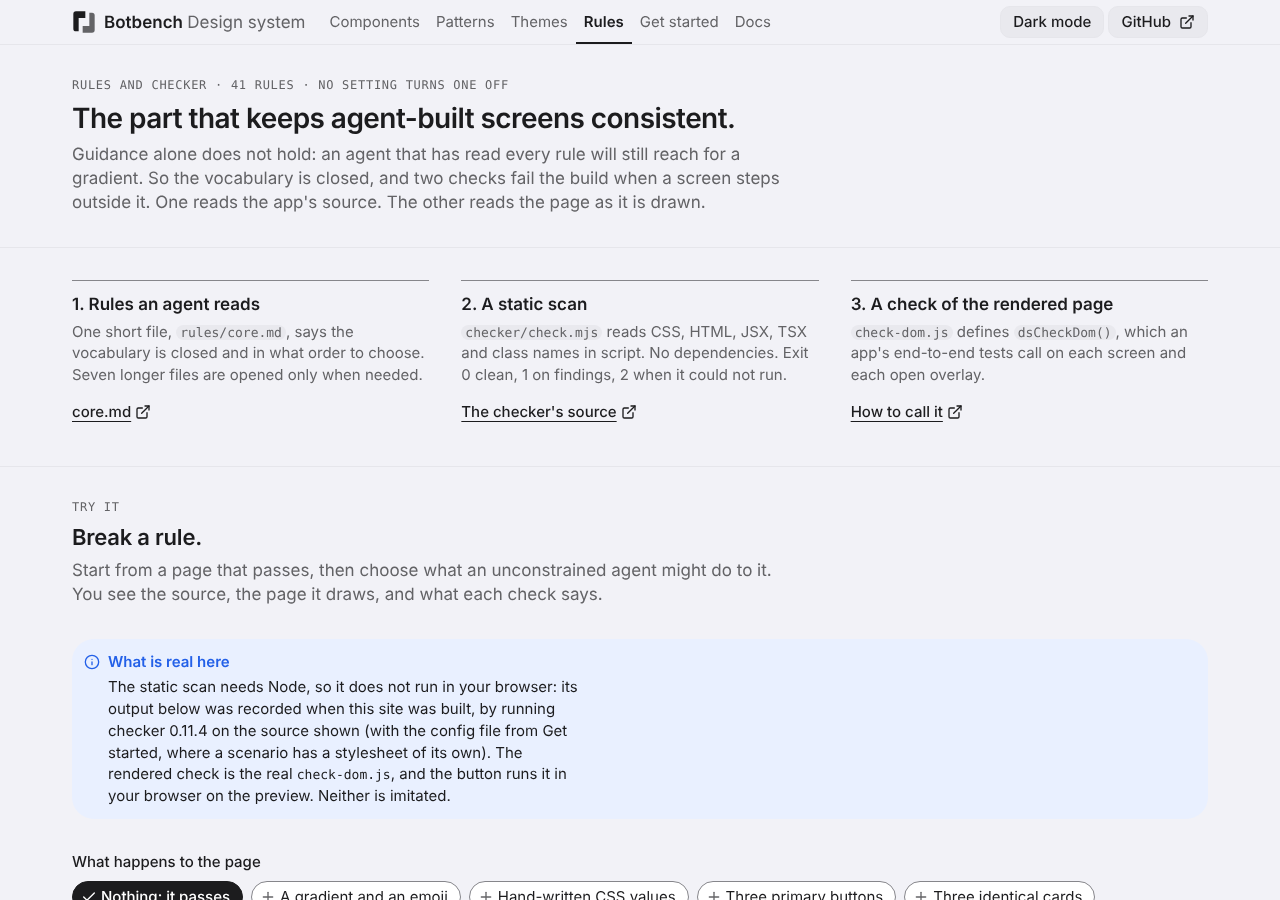 Botbench Design system Components Patterns Themes Rules Get started Docs Dark mode GitHub
RULES AND CHECKER · 41 RULES · NO SETTING TURNS ONE OFF
The part that keeps agent-built screens consistent.
Guidance alone does not hold: an agent that has read every rule will still reach for a
gradient. So the vocabulary is closed, and two checks fail the build when a screen steps
outside it. One reads the app's source. The other reads the page as it is drawn.
1. Rules an agent reads
One short file, rules/core.md, says the
vocabulary is closed and in what order to choose.
Seven longer files are opened only when needed.
core.md
2. A static scan
checker/check.mjs reads CSS, HTML, JSX, TSX
and class names in script. No dependencies. Exit
0 clean, 1 on findings, 2 when it could not run.
The checker's source
3. A check of the rendered page
check-dom.js defines dsCheckDom(), which an
app's end-to-end tests call on each screen and
each open overlay.
How to call it
TRY IT
Break a rule.
Start from a page that passes, then choose what an unconstrained agent might do to it.
You see the source, the page it draws, and what each check says.
What is real here
The static scan needs Node, so it does not run in your browser: its
output below was recorded when this site was built, by running
checker 0.11.4 on the source shown (with the config file from Get
started, where a scenario has a stylesheet of its own). The
rendered check is the real check-dom.js, and the button runs it in
your browser on the preview. Neither is imitated.
What happens to the page
Nothing: it passes A gradient and an emoji Hand-written CSS values Three primary buttons Three identical cards